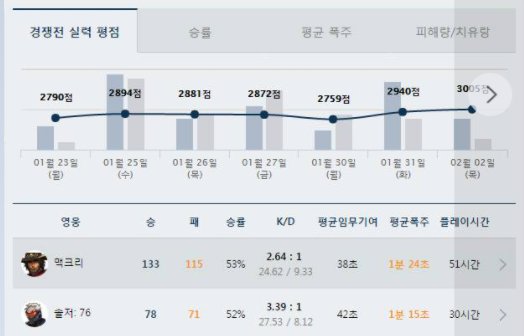 경쟁전 실력 평점 승률 평균 폭주 피해량/치유량
2790점 2894점 2881점 2872점 2759점 2940점 3005점
01월 23일 01월 25일 01월 26일 01월 27일 01월 30일 01월 31일 02월 02일
(월) (수) (목) (금) (월) (화) (목)
영웅 승 패 승률 K/D 평균임무기여 평균폭주 플레이시간
맥크리 133 115 53% 2.64 : 1 38초 1분 24초 51시간
24.62 / 9.33
솔저: 76 78 71 52% 3.39 : 1 42초 1분 15초 30시간
27.53 / 8.12